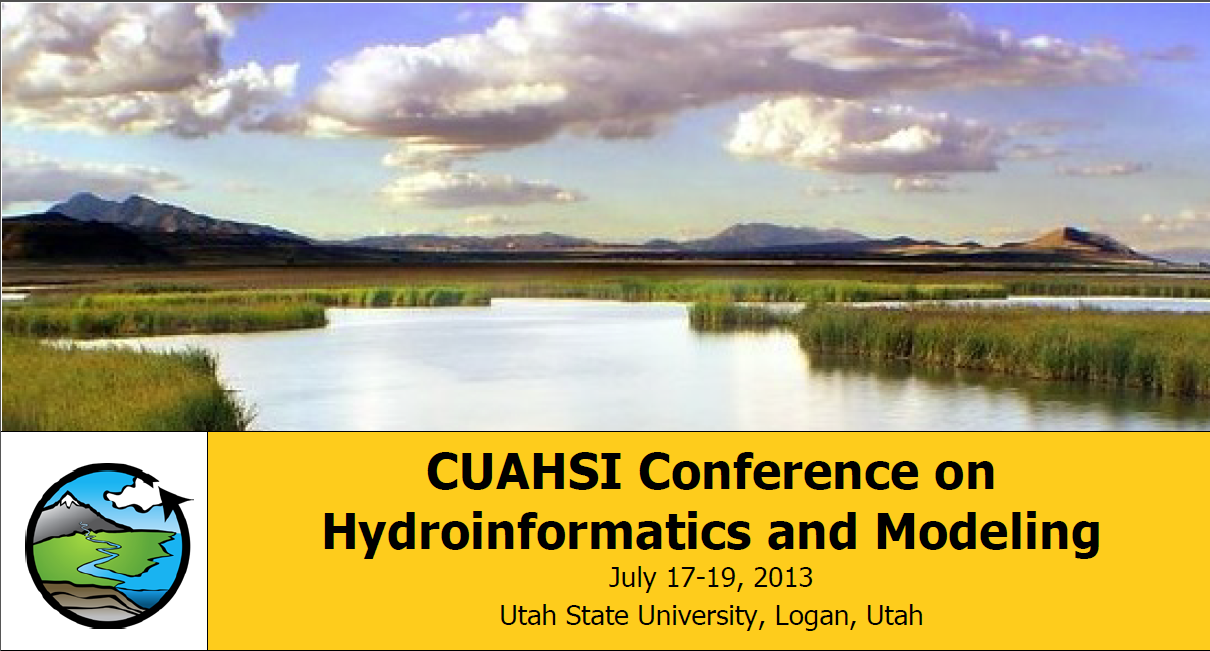 CUAHSI Conference on
Hydroinformatics and Modeling
July 17-19, 2013
Utah State University, Logan, Utah